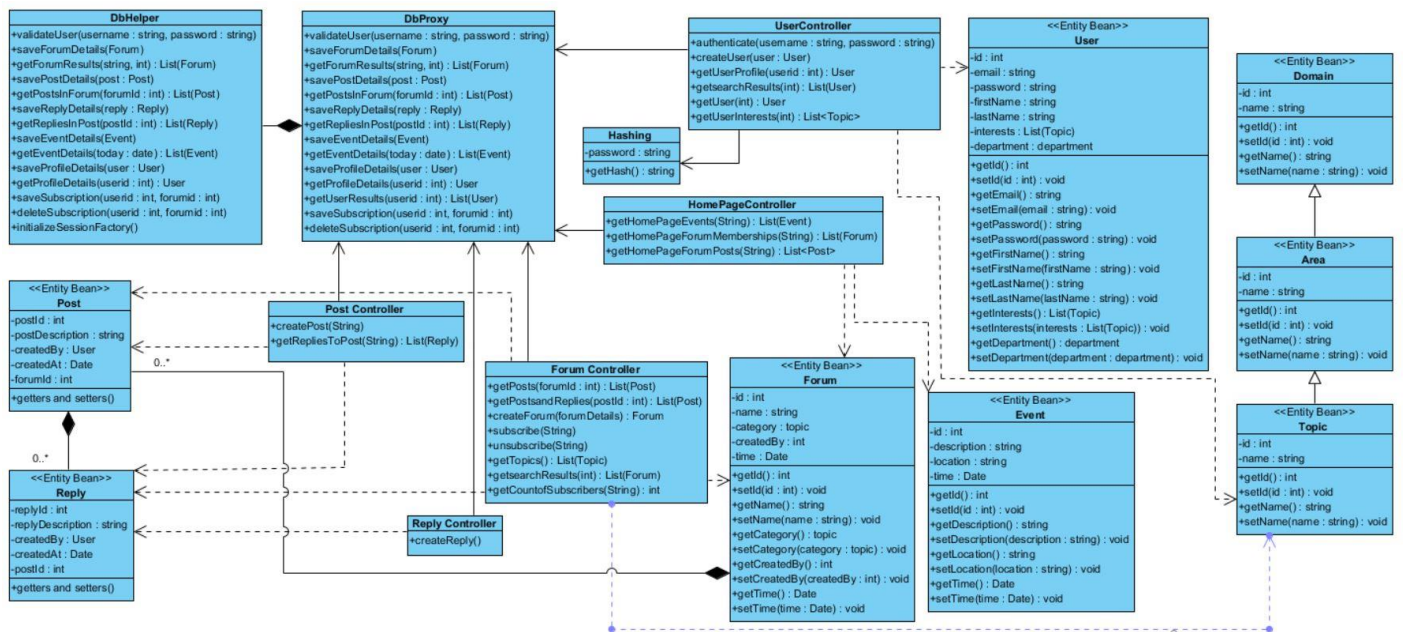 DbHelper
+validateUser(username : string, password : string)
+saveForumDetails(Forum)
+getForumResults(string, int) : List(Forum)
+savePostDetails(post : Post)
+getPostsInForum(forumId : int) : List(Post)
+saveReplyDetails(reply : Reply)
+getRepliesInPost(postId : int) : List(Reply)
+saveEventDetails(Event)
+getEventDetails(today : date) : List(Event)
+saveProfileDetails(user : User)
+getProfileDetails(userid : int) : User
+saveSubscription(userid : int, forumid : int)
+deleteSubscription(userid : int, forumid : int)
+initializeSessionFactory()
DbProxy
+validateUser(username : string, password : string)
+saveForumDetails(Forum)
+getForumResults(string, int) : List(Forum)
+savePostDetails(post : Post)
+getPostsInForum(forumId : int) : List(Post)
+saveReplyDetails(reply : Reply)
+getRepliesInPost(postId : int) : List(Reply)
+saveEventDetails(Event)
+getEventDetails(today : date) : List(Event)
+saveProfileDetails(user : User)
+getProfileDetails(userid : int) : User
+getUserResults(userid : int) : List(User)
+saveSubscription(userid : int, forumid : int)
+deleteSubscription(userid : int, forumid : int)
UserController
+authenticate(username : string, password : string)
+createUser(user : User)
+getUserProfile(userid : int) : User
+getsearchResults(int) : List(User)
+getUser(int) : User
+getUserInterests(int) : List<Topic>
Hashing
-password : string
+getHash() : string
HomePageController
+getHomePageEvents(String) : List(Event)
+getHomePageForumMemberships(String) : List(Forum)
+getHomePageForumPosts(String) : List<Post>
<<Entity Bean>>
User
-id : int
-email : string
-password : string
-firstName : string
-lastName : string
-interests : List(Topic)
-department : department
+getId() : int
+setId(id : int) : void
+getEmail() : string
+setEmail(email : string) : void
+getPassword() : string
+setPassword(password : string) : void
+getFirstName() : string
+setFirstName(firstName : string) : void
+getLastName() : string
+setLastName(lastName : string) : void
+getInterests() : List(Topic)
+setInterests(interests : List(Topic)) : void
+getDepartment() : department
+setDepartment(department : department) : void
<<Entity Bean>>
Domain
-id : int
-name : string
+getId() : int
+setId(id : int) : void
+getName() : string
+setName(name : string) : void
<<Entity Bean>>
Area
-id : int
-name : string
+getId() : int
+setId(id : int) : void
+getName() : string
+setName(name : string) : void
<<Entity Bean>>
Topic
-id : int
-name : string
+getId() : int
+setId(id : int) : void
+getName() : string
+setName(name : string) : void
<<Entity Bean>>
Post
-postId : int
-postDescription : string
-createdBy : User
-createdAt : Date
-forumId : int
+getters and setters()
0..*
0..*
Post Controller
+createPost(String)
+getRepliesToPost(String) : List(Reply)
Forum Controller
+getPosts(forumId : int) : List(Post)
+getPostsandReplies(postId : int) : List(Post)
+createForum(forumDetails) : Forum
+subscribe(String)
+unsubscribe(String)
+getTopics() : List(Topic)
+getsearchResults(int) : List(Forum)
+getCountofSubscribers(String) : int
<<Entity Bean>>
Reply
-replyId : int
-replyDescription : string
-createdBy : User
-createdAt : Date
-postId : int
+getters and setters()
Reply Controller
+createReply()
<<Entity Bean>>
Forum
-id : int
-name : string
-category : topic
-createdBy : int
-time : Date
+getId() : int
+setId(id : int) : void
+getName() : string
+setName(name : string) : void
+getCategory() : topic
+setCategory(category : topic) : void
+getCreatedBy() : int
+setCreatedBy(createdBy : int) : void
+getTime() : Date
+setTime(time : Date) : void
<<Entity Bean>>
Event
-id : int
-description : string
-location : string
-time : Date
+getId() : int
+setId(id : int) : void
+getDescription() : string
+setDescription(description : string) : void
+getLocation() : string
+setLocation(location : string) : void
+getTime() : Date
+setTime(time : Date) : void